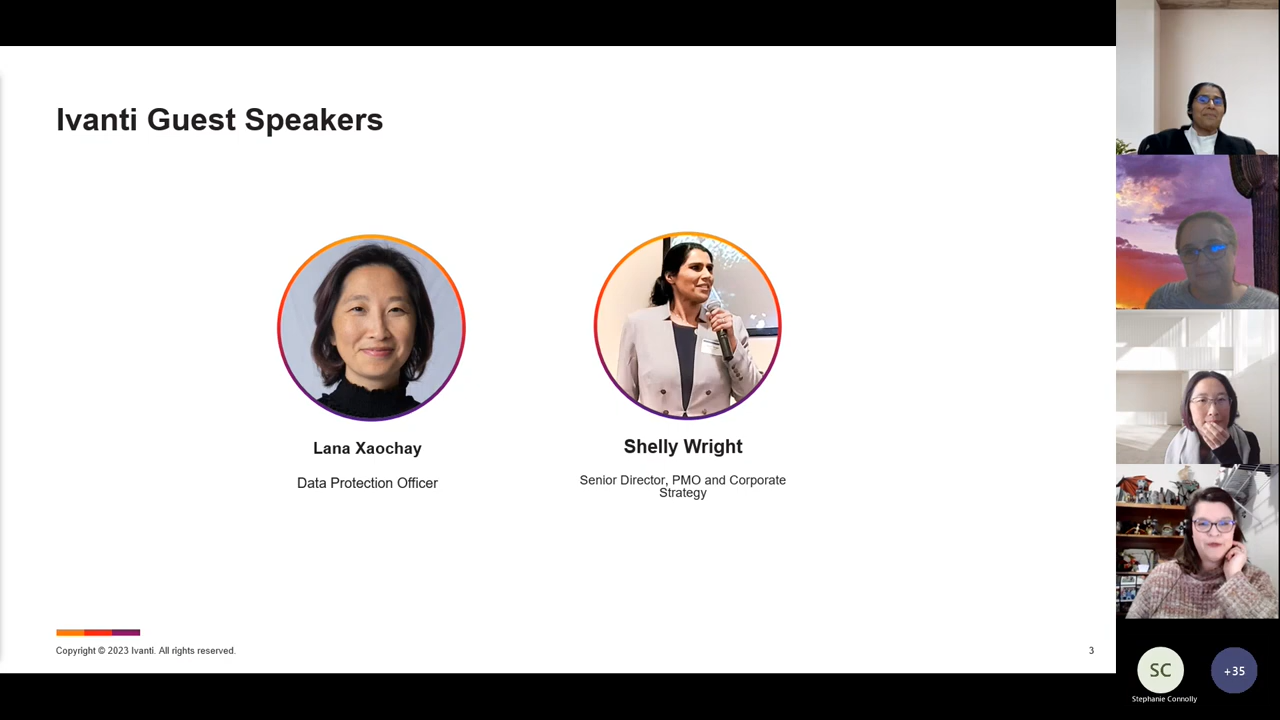 Ivanti Guest Speakers
Lana Xaochay
Data Protection Officer
Shelly Wright
Senior Director, PMO and Corporate
Strategy
Copyright © 2023 Ivanti. All rights reserved.
3
SC
Stephanie Connolly
+35